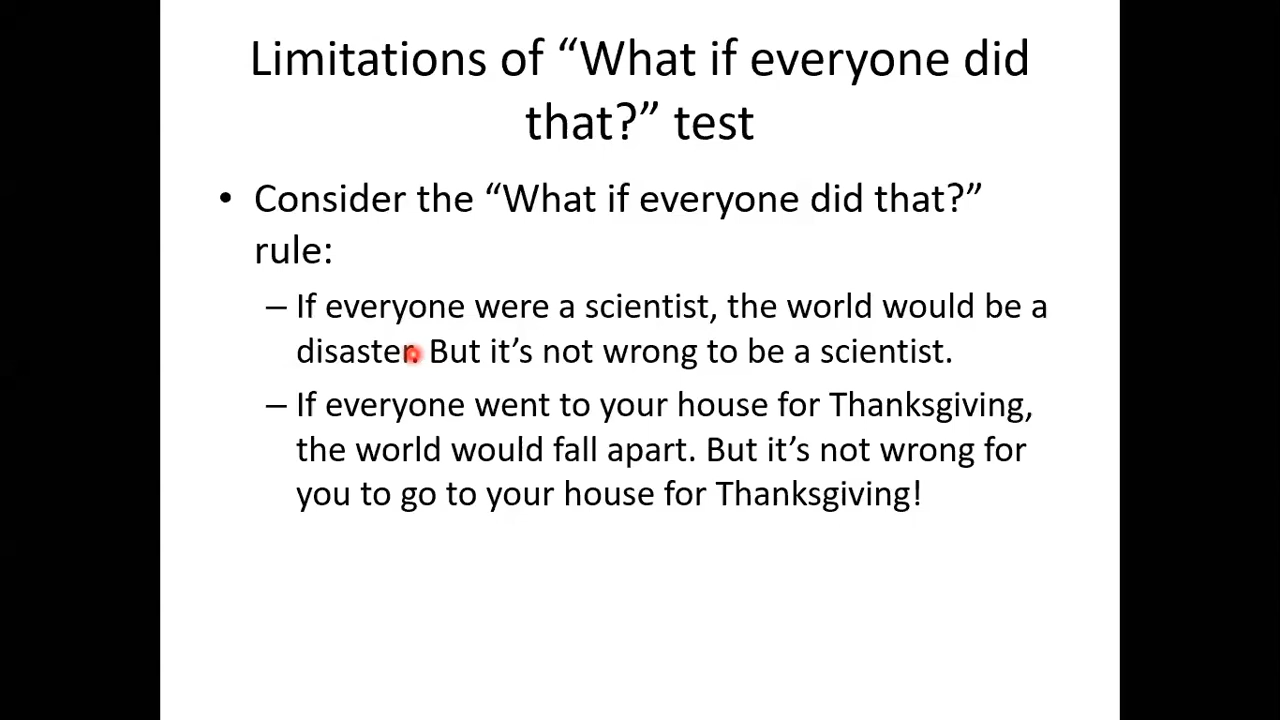 Limitations of “What if everyone did
that?” test
• Consider the “What if everyone did that?”
rule:
– If everyone were a scientist, the world would be a
disaster. But it’s not wrong to be a scientist.
– If everyone went to your house for Thanksgiving,
the world would fall apart. But it’s not wrong for
you to go to your house for Thanksgiving!